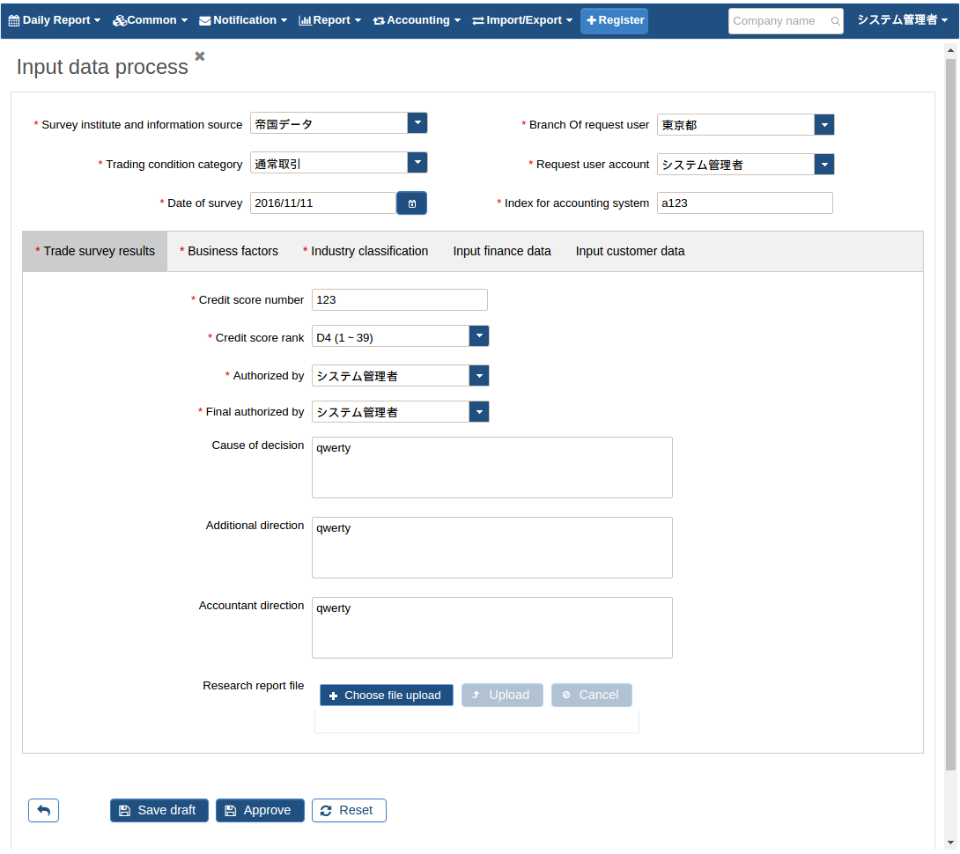 Daily Report Common Notification Report Accounting Import/Export Register Company name システム管理者
Input data process
* Survey institute and information source 帝国データ * Branch Of request user 東京都
* Trading condition category 通常取引 * Request user account システム管理者
* Date of survey 2016/11/11 * Index for accounting system a123
* Trade survey results * Business factors * Industry classification Input finance data Input customer data
* Credit score number 123
* Credit score rank D4 (1 ~ 39)
* Authorized by システム管理者
* Final authorized by システム管理者
Cause of decision qwerty
Additional direction qwerty
Accountant direction qwerty
Research report file Choose file upload Upload Cancel
Save draft Approve Reset